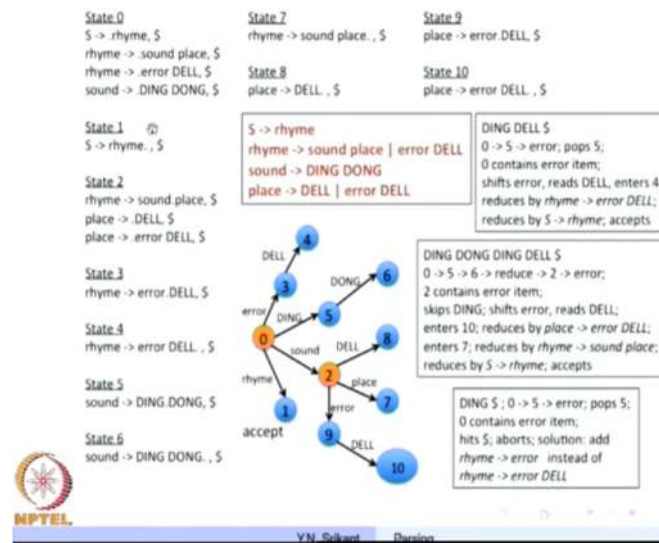 State 0
S -> .rhyme, $
rhyme -> .sound place, $
rhyme -> .error DELL, $
sound -> .DING DONG, $
State 1
S -> rhyme. , $
State 2
rhyme -> sound.place, $
place -> .DELL, $
place -> .error DELL, $
State 3
rhyme -> error.DELL, $
State 4
rhyme -> error DELL. , $
State 5
sound -> DING.DONG, $
State 6
sound -> DING DONG. , $
State 7
rhyme -> sound place. , $
State 8
place -> DELL. , $
State 9
place -> error.DELL, $
State 10
place -> error DELL. , $
S -> rhyme
rhyme -> sound place | error DELL
sound -> DING DONG
place -> DELL | error DELL
DING DELL $
0 -> 5 -> error; pops 5;
0 contains error item;
shifts error, reads DELL, enters 4
reduces by rhyme -> error DELL;
reduces by S -> rhyme; accepts
4
DELL
3
DONG
6
error
DING
5
0
sound
DELL
8
2
place
7
rhyme
1
error
accept
9
DELL
10
DING DONG DING DELL $
0 -> 5 -> 6 -> reduce -> 2 -> error;
2 contains error item;
skips DING; shifts error, reads DELL;
enters 10; reduces by place -> error DELL;
enters 7; reduces by rhyme -> sound place;
reduces by S -> rhyme; accepts
DING $ ; 0 -> 5 -> error; pops 5;
0 contains error item;
hits $; aborts; solution: add
rhyme -> error instead of
rhyme -> error DELL
NPTEL
Y.N. Srikant Parsing